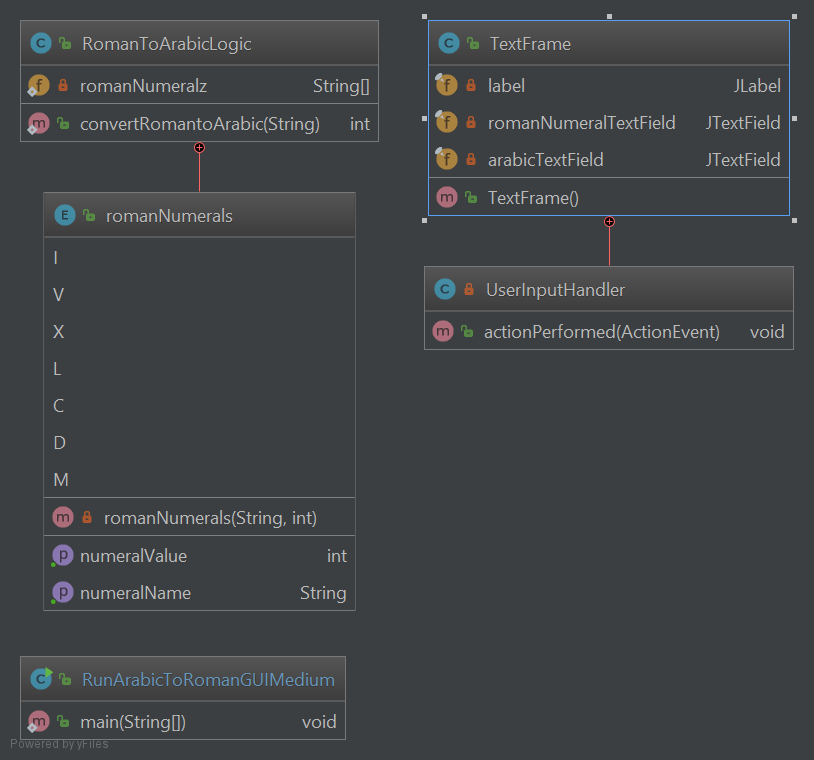 C RomanToArabicLogic
f romanNumeralz String[]
m convertRomantoArabic(String) int
E romanNumerals
I
V
X
L
C
D
M
m romanNumerals(String, int)
p numeralValue int
p numeralName String
C RunArabicToRomanGUIMedium
m main(String[]) void
Powered by yFiles
C TextFrame
f label JLabel
f romanNumeralTextField JTextField
f arabicTextField JTextField
m TextFrame()
C UserInputHandler
m actionPerformed(ActionEvent) void